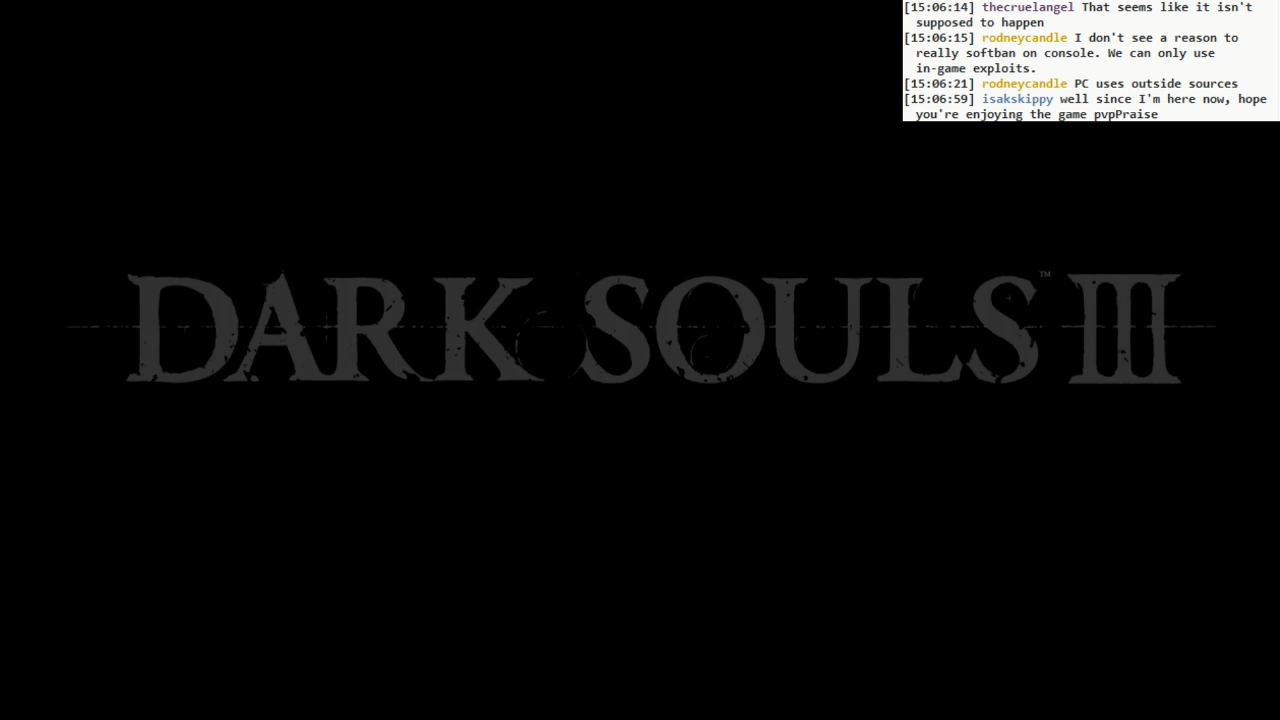 [15:06:14] thecruelangel That seems like it isn't
supposed to happen
[15:06:15] rodneycandle I don't see a reason to
really softban on console. We can only use
in-game exploits.
[15:06:21] rodneycandle PC uses outside sources
[15:06:59] isakskippy well since I'm here now, hope
you're enjoying the game pvpPraise
DARK SOULS™ III